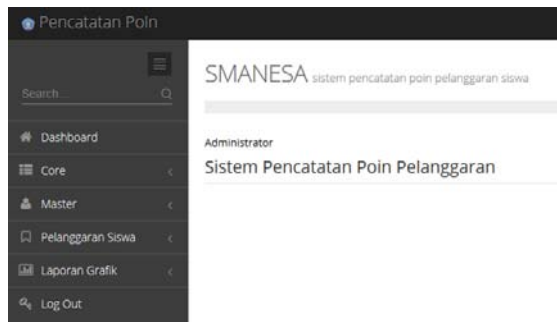 Pencatatan Poin
Search...
Dashboard
Core
Master
Pelanggaran Siswa
Laporan Grafik
Log Out
SMANESA sistem pencatatan poin pelanggaran siswa
Administrator
Sistem Pencatatan Poin Pelanggaran